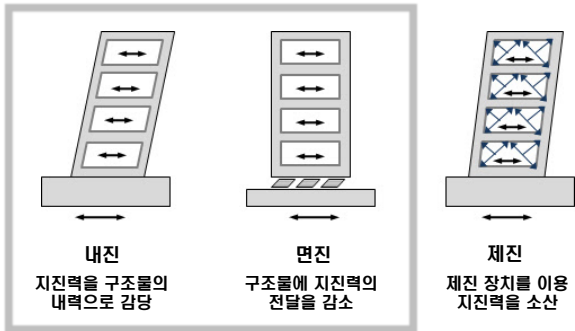 내진
지진력을 구조물의
내력으로 감당
면진
구조물에 지진력의
전달을 감소
제진
제진 장치를 이용
지진력을 소산